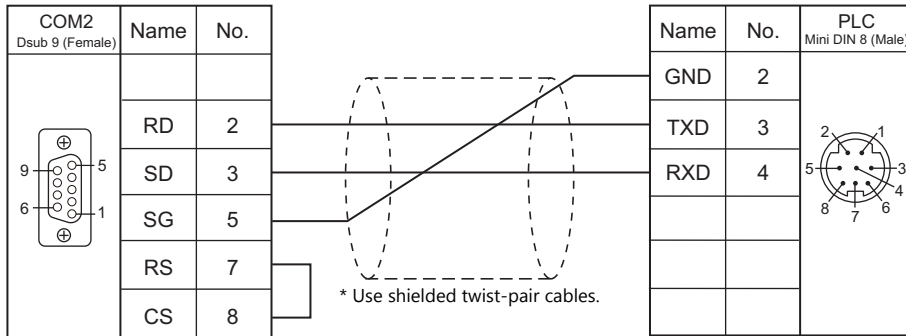 COM2
Dsub 9 (Female)
Name No.
RD 2
SD 3
SG 5
RS 7
CS 8
9
5
6
1
* Use shielded twist-pair cables.
Name No.
PLC
Mini DIN 8 (Male)
GND 2
TXD 3
RXD 4
2
1
5
3
4
8
7
6